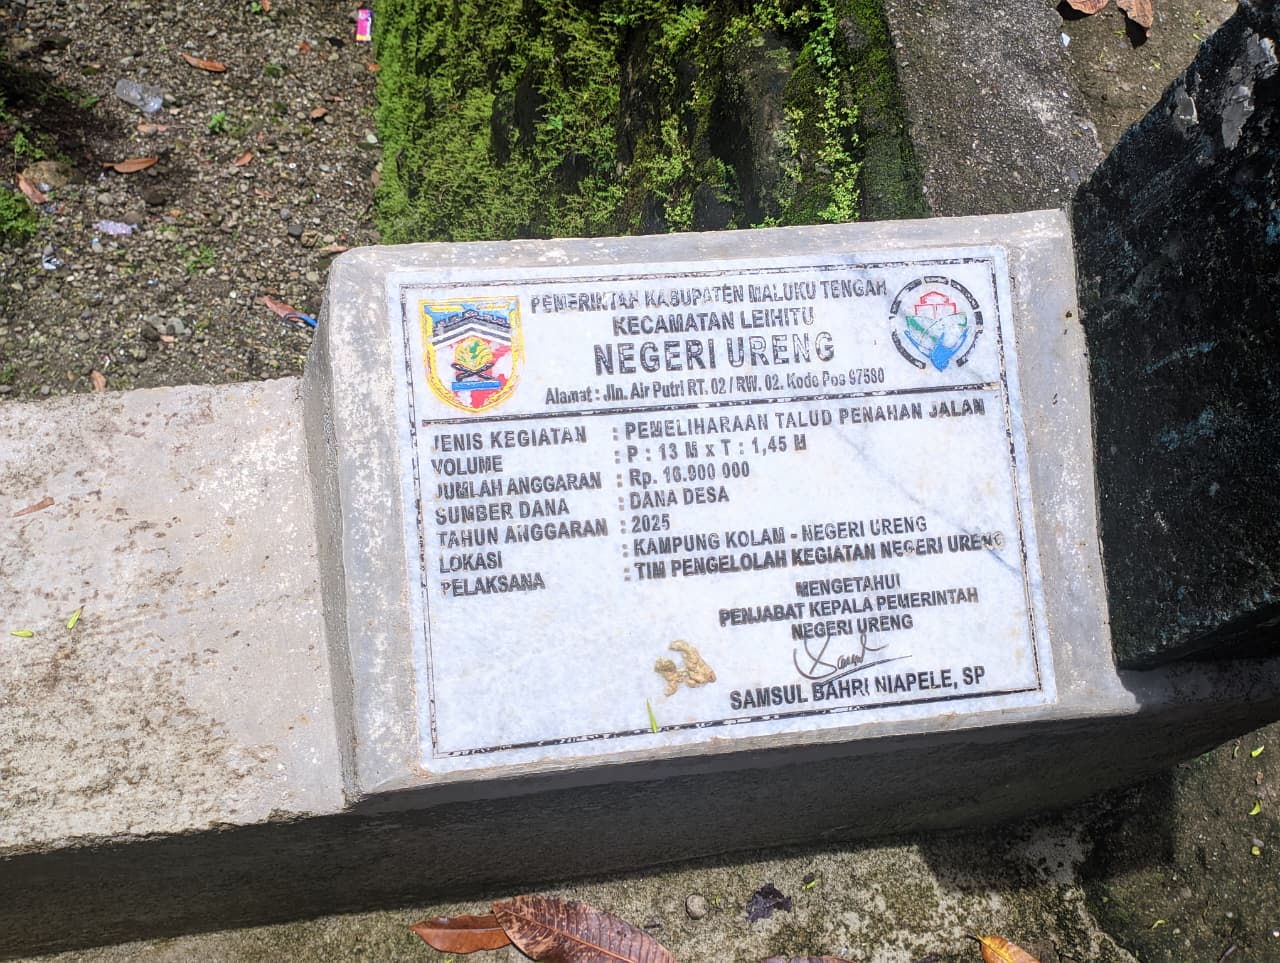 PEMERINTAH KABUPATEN MALUKU TENGAH
KECAMATAN LEIHITU
NEGERI URENG
Alamat : Jln. Air Putri RT. 02 / RW. 02. Kode Pos 97580
JENIS KEGIATAN : PEMELIHARAAN TALUD PENAHAN JALAN
VOLUME : P : 13 M x T : 1,45 M
JUMLAH ANGGARAN : Rp. 16.900 000
SUMBER DANA : DANA DESA
TAHUN ANGGARAN : 2025
LOKASI : KAMPUNG KOLAM - NEGERI URENG
PELAKSANA : TIM PENGELOLAH KEGIATAN NEGERI URENG
MENGETAHUI
PENJABAT KEPALA PEMERINTAH
NEGERI URENG
SAMSUL BAHRI NIAPELE, SP